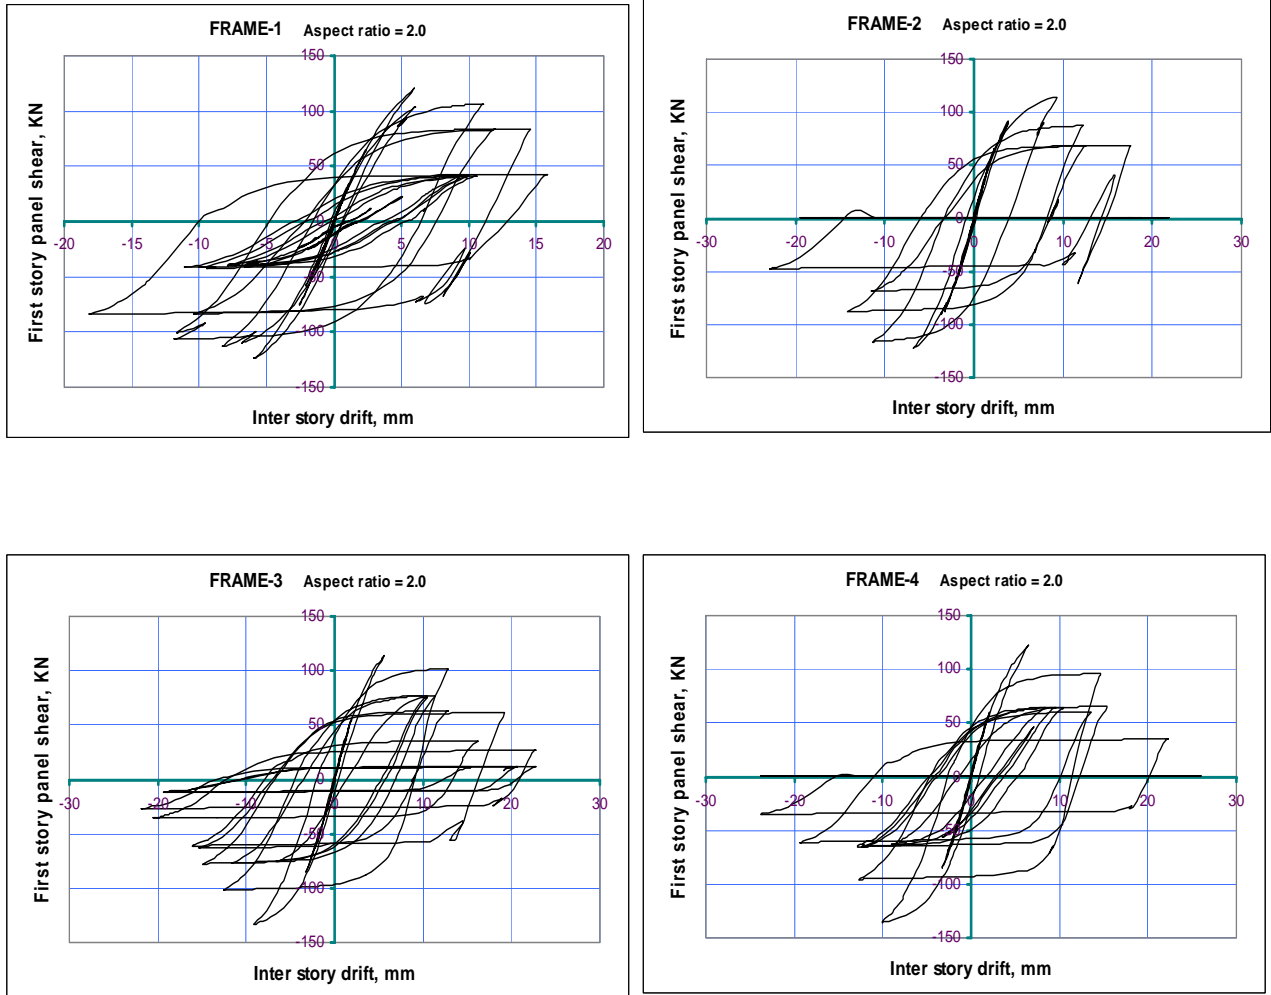 FRAME-1 Aspect ratio = 2.0
150
100
50
0
-20 -15 -10 -5 0 5 10 15 20
-50
-100
-150
First story panel shear, KN
Inter story drift, mm
FRAME-2 Aspect ratio = 2.0
150
100
50
0
-30 -20 -10 0 10 20 30
-50
-100
-150
First story panel shear, KN
Inter story drift, mm
FRAME-3 Aspect ratio = 2.0
150
100
50
0
-30 -20 -10 0 10 20 30
-50
-100
-150
First story panel shear, KN
Inter story drift, mm
FRAME-4 Aspect ratio = 2.0
150
100
50
0
-30 -20 -10 0 10 20 30
-50
-100
-150
First story panel shear, KN
Inter story drift, mm